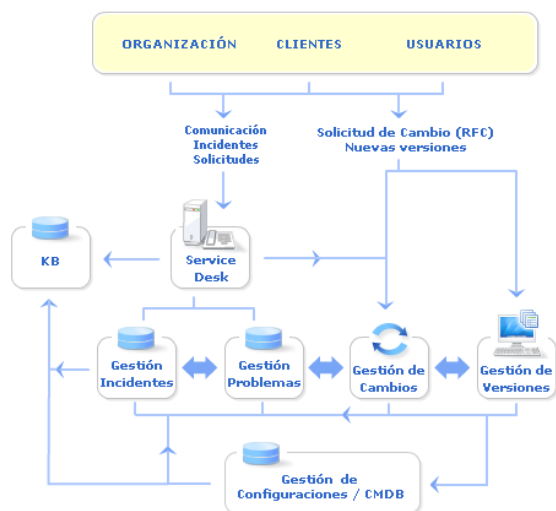 ORGANIZACIÓN CLIENTES USUARIOS
Comunicación
Incidentes
Solicitudes
Solicitud de Cambio (RFC)
Nuevas versiones
KB
Service
Desk
Gestión
Incidentes
Gestión
Problemas
Gestión de
Cambios
Gestión de
Versiones
Gestión de
Configuraciones / CMDB